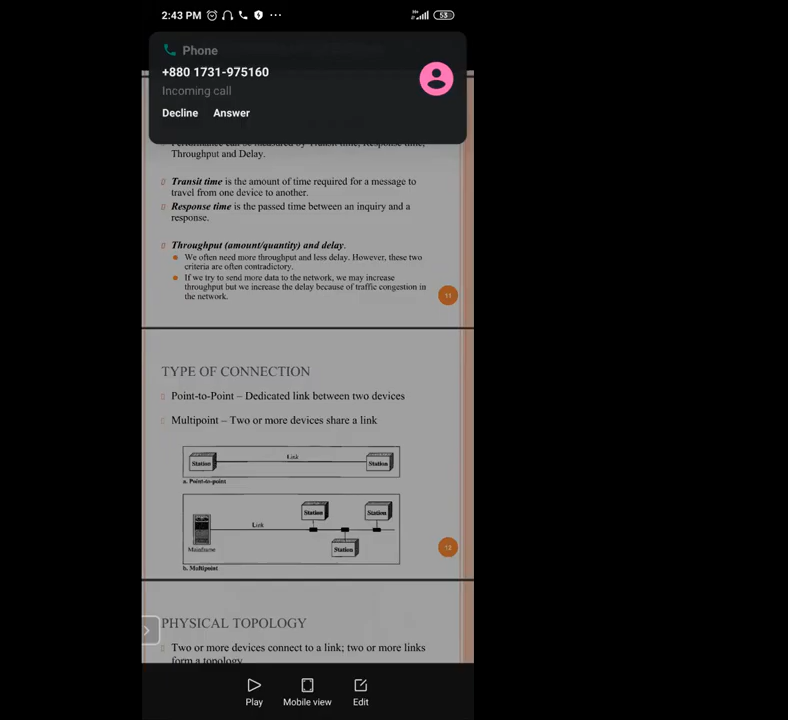 2:43 PM
53
Phone
+880 1731-975160
Incoming call
Decline Answer
Throughput and Delay.
Transit time is the amount of time required for a message to
travel from one device to another.
Response time is the passed time between an inquiry and a
response.
Throughput (amount/quantity) and delay.
We often need more throughput and less delay. However, these two
criteria are often contradictory.
If we try to send more data to the network, we may increase
throughput but we increase the delay because of traffic congestion in
the network.
11
TYPE OF CONNECTION
Point-to-Point – Dedicated link between two devices
Multipoint – Two or more devices share a link
Station
Link
Station
a. Point-to-point
Station
Station
Link
Mainframe
Station
b. Multipoint
12
PHYSICAL TOPOLOGY
Two or more devices connect to a link; two or more links
form a topology
Play
Mobile view
Edit